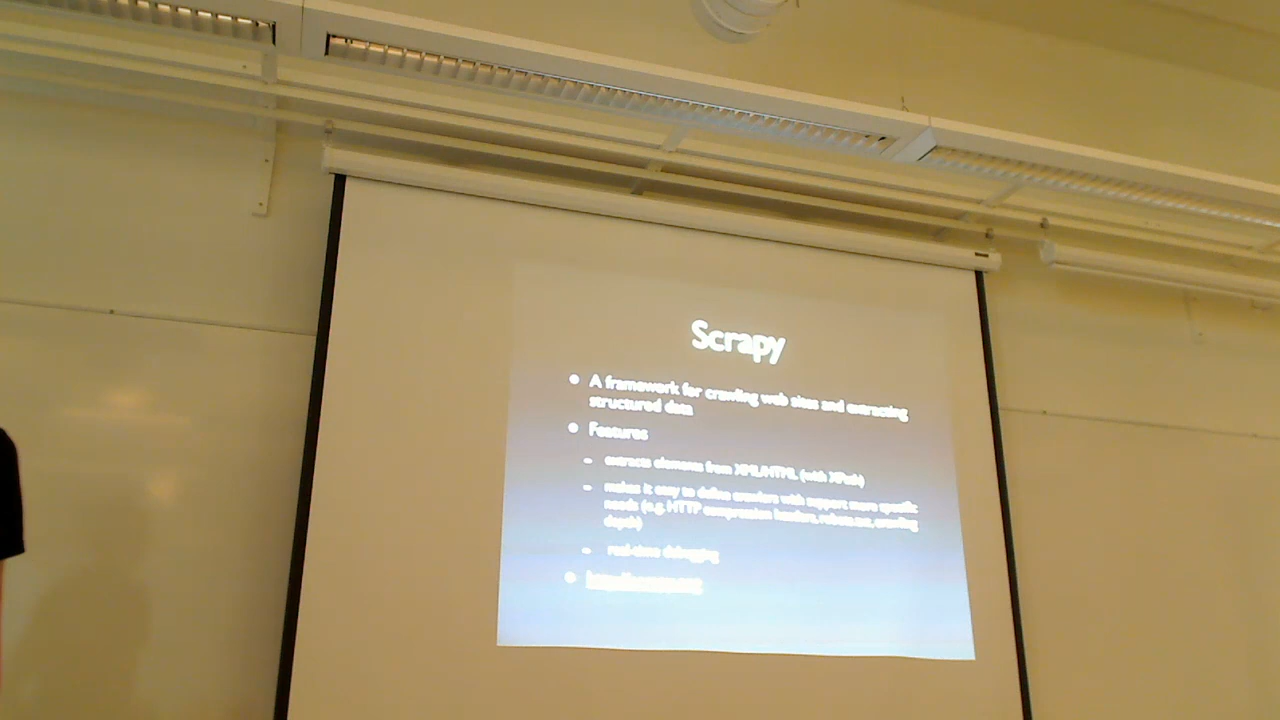 Scrapy
A framework for crawling web sites and extracting
structured data
Features
extracts elements from XML/HTML (with XPath)
makes it easy to define crawlers with support more specific
needs (e.g. HTTP compression headers, robots.txt, crawling
depth)
real-time debugging